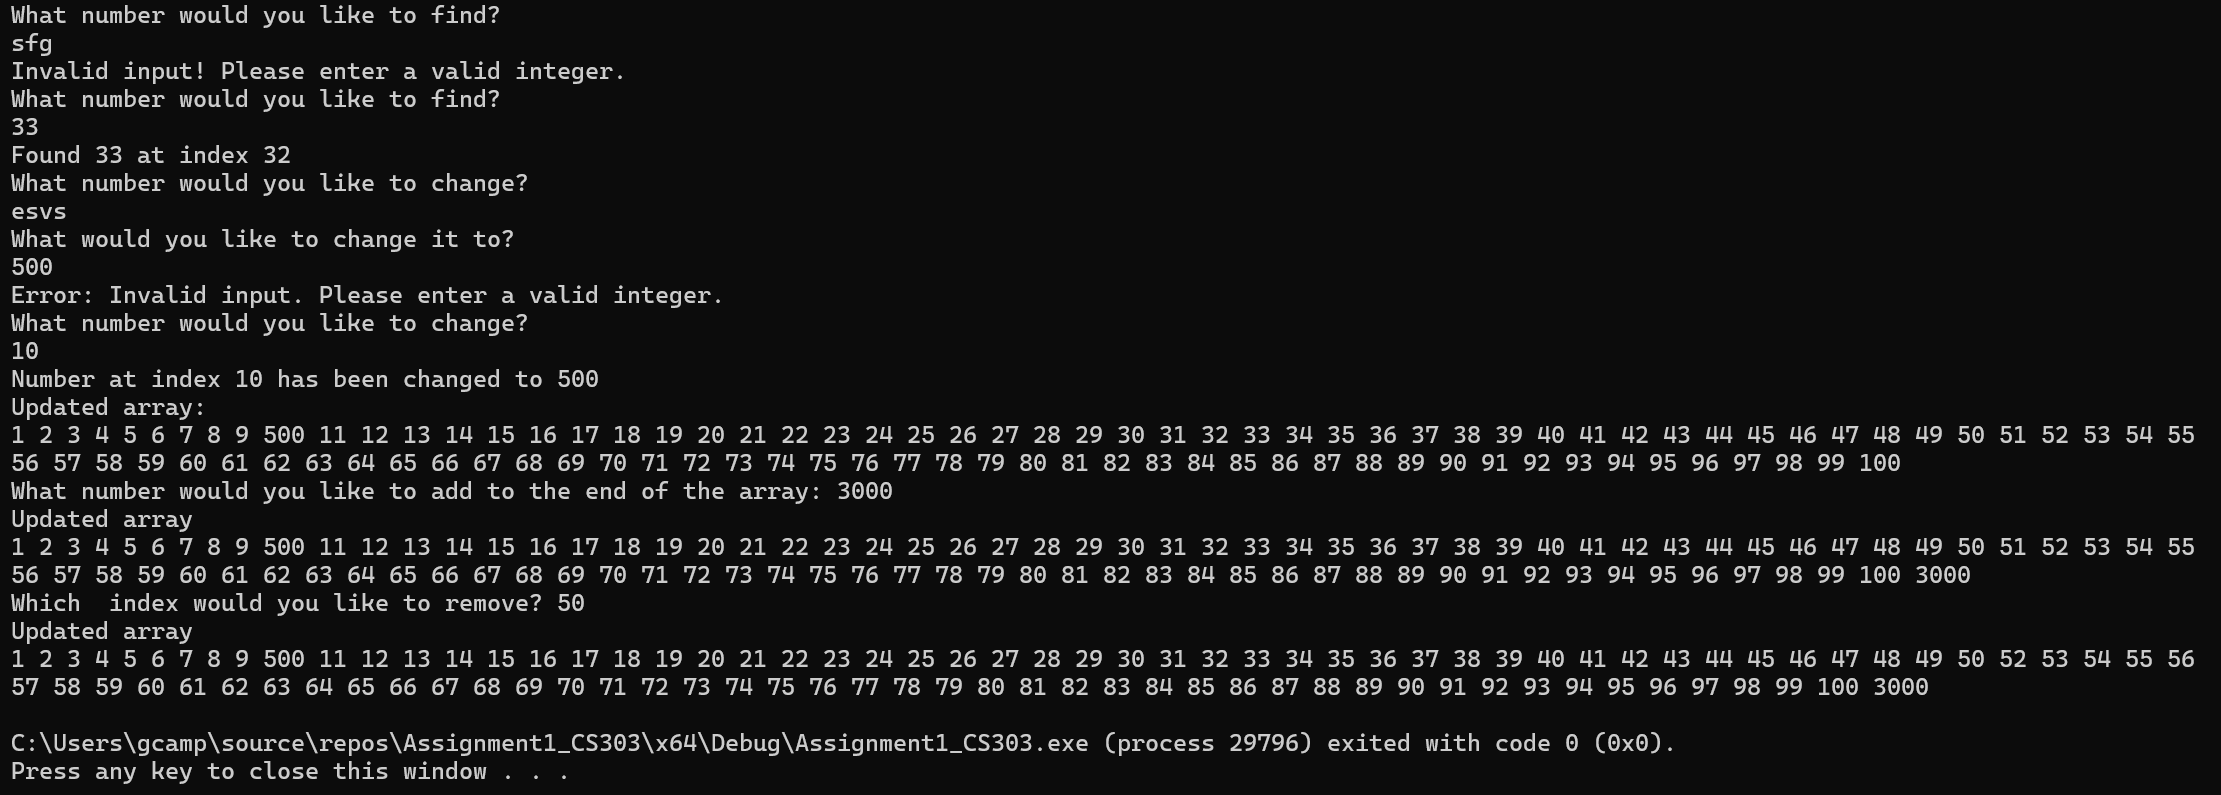 What number would you like to find?
sfg
Invalid input! Please enter a valid integer.
What number would you like to find?
33
Found 33 at index 32
What number would you like to change?
esvs
What would you like to change it to?
500
Error: Invalid input. Please enter a valid integer.
What number would you like to change?
10
Number at index 10 has been changed to 500
Updated array:
1 2 3 4 5 6 7 8 9 500 11 12 13 14 15 16 17 18 19 20 21 22 23 24 25 26 27 28 29 30 31 32 33 34 35 36 37 38 39 40 41 42 43 44 45 46 47 48 49 50 51 52 53 54 55
56 57 58 59 60 61 62 63 64 65 66 67 68 69 70 71 72 73 74 75 76 77 78 79 80 81 82 83 84 85 86 87 88 89 90 91 92 93 94 95 96 97 98 99 100
What number would you like to add to the end of the array: 3000
Updated array
1 2 3 4 5 6 7 8 9 500 11 12 13 14 15 16 17 18 19 20 21 22 23 24 25 26 27 28 29 30 31 32 33 34 35 36 37 38 39 40 41 42 43 44 45 46 47 48 49 50 51 52 53 54 55
56 57 58 59 60 61 62 63 64 65 66 67 68 69 70 71 72 73 74 75 76 77 78 79 80 81 82 83 84 85 86 87 88 89 90 91 92 93 94 95 96 97 98 99 100 3000
Which  index would you like to remove? 50
Updated array
1 2 3 4 5 6 7 8 9 500 11 12 13 14 15 16 17 18 19 20 21 22 23 24 25 26 27 28 29 30 31 32 33 34 35 36 37 38 39 40 41 42 43 44 45 46 47 48 49 50 52 53 54 55 56
57 58 59 60 61 62 63 64 65 66 67 68 69 70 71 72 73 74 75 76 77 78 79 80 81 82 83 84 85 86 87 88 89 90 91 92 93 94 95 96 97 98 99 100 3000
C:\Users\gcamp\source\repos\Assignment1_CS303\x64\Debug\Assignment1_CS303.exe (process 29796) exited with code 0 (0x0).
Press any key to close this window . . .